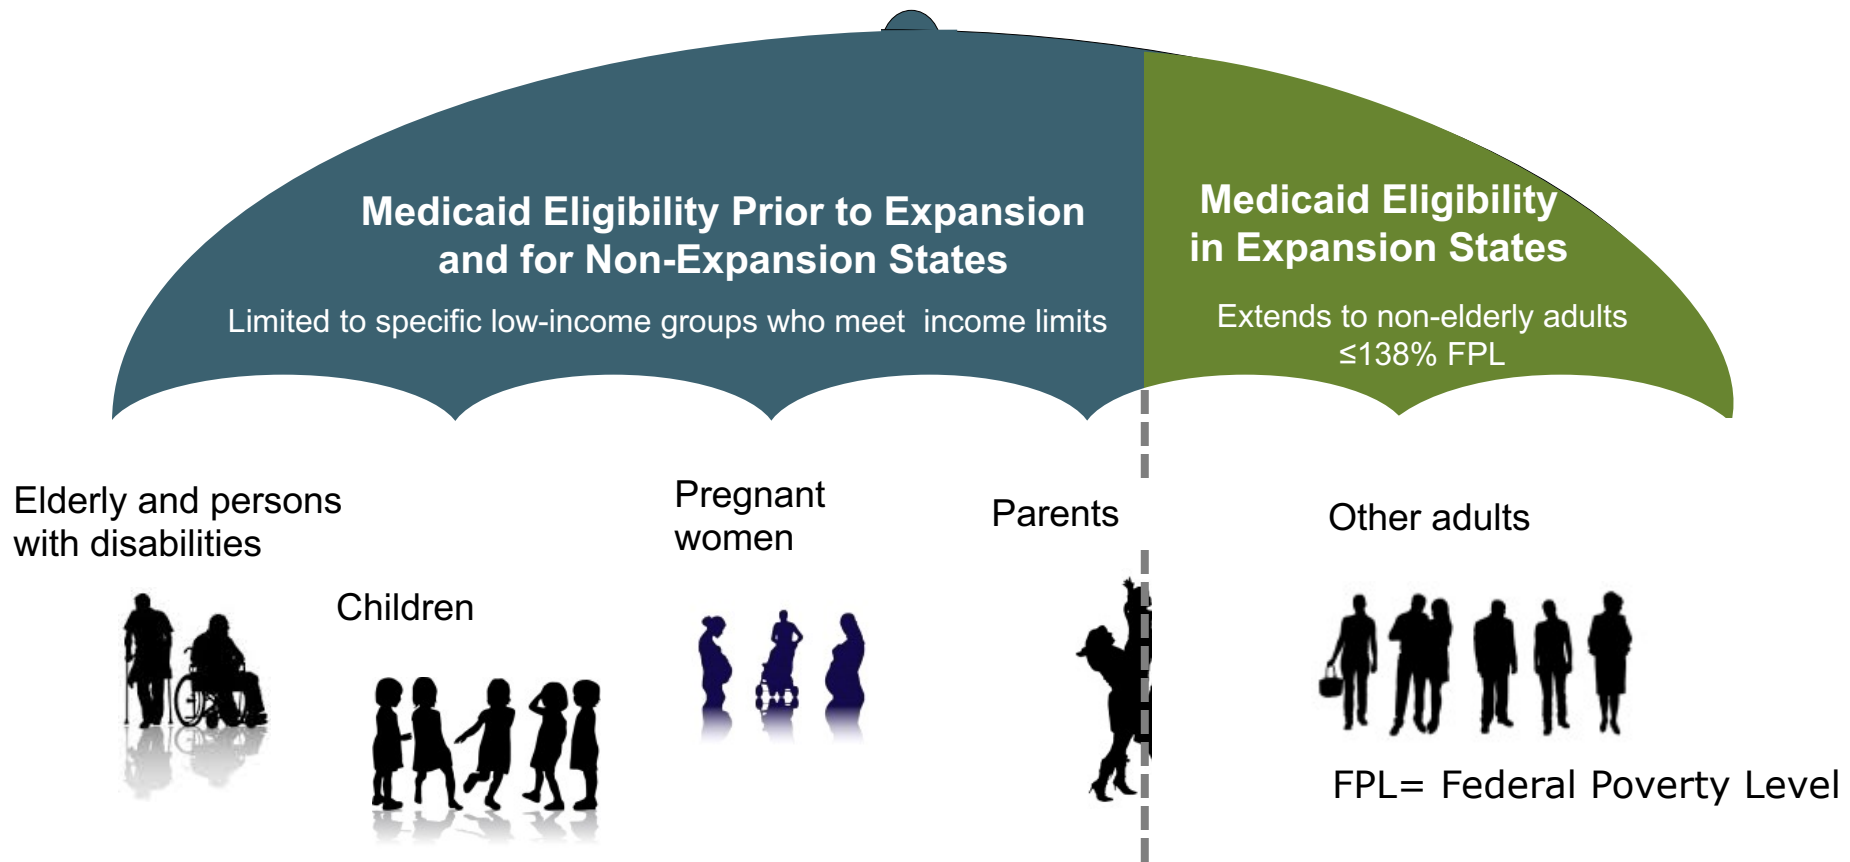 Medicaid Eligibility Prior to Expansion
and for Non-Expansion States
Limited to specific low-income groups who meet  income limits
Medicaid Eligibility
in Expansion States
Extends to non-elderly adults
≤138% FPL
Elderly and persons
with disabilities
Children
Pregnant
women
Parents
Other adults
FPL= Federal Poverty Level